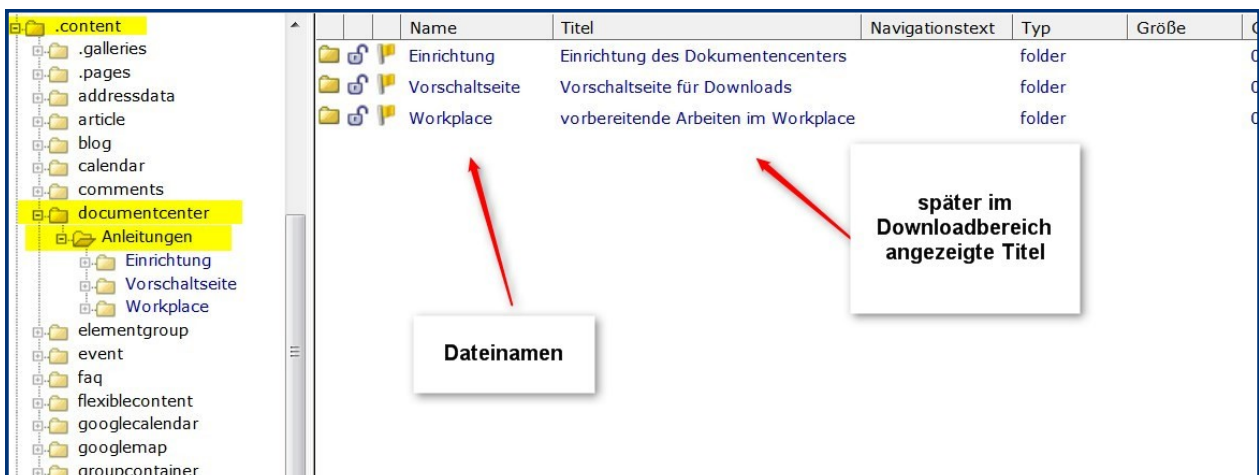 .content
.galleries
.pages
addressdata
article
blog
calendar
comments
documentcenter
Anleitungen
Einrichtung
Vorschaltseite
Workplace
elementgroup
event
faq
flexiblecontent
googlecalendar
googlemap
groupcontainer
Name Titel Navigationstext Typ Größe
Einrichtung Einrichtung des Dokumentencenters folder
Vorschaltseite Vorschaltseite für Downloads folder
Workplace vorbereitende Arbeiten im Workplace folder
später im
Downloadbereich
angezeigte Titel
Dateinamen